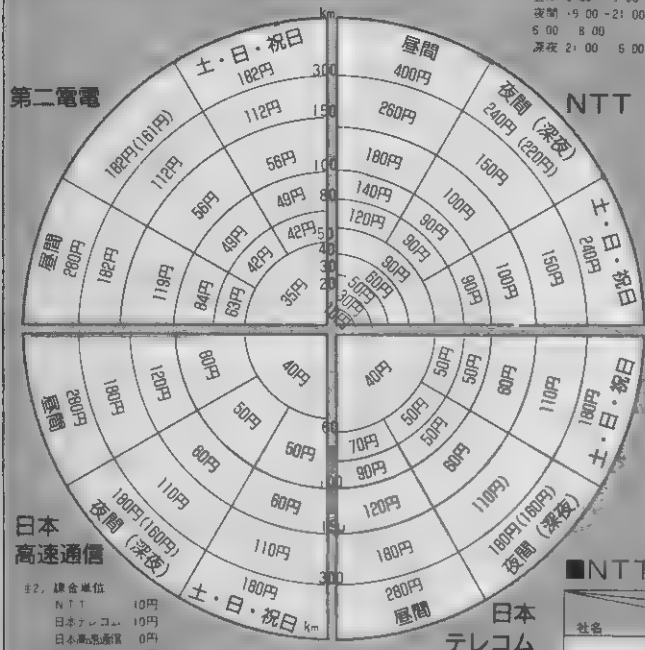 km
夜間
深夜
第二電電
NTT
土・日・祝日
182円
112円
56円
49円
42円
182円(161円)
112円
56円
49円
42円
昼間
280円
182円
119円
84円
63円
35円
300
150
100
80
50
40
30
20
昼間
400円
260円
180円
140円
120円
90円
60円
50円
夜間(深夜)
240円(220円)
150円
100円
90円
90円
土・日・祝日
240円
150円
100円
90円
昼間
280円
180円
120円
80円
40円
夜間(深夜)
180円(160円)
110円
80円
50円
土・日・祝日
180円
110円
60円
50円
km
60
100
300
土・日・祝日
180円
110円
60円
50円
50円
40円
夜間(深夜)
180円(160円)
110円)
60円
50円
50円
昼間
280円
180円
120円
90円
70円
日本
高速通信
日本
テレコム
注2. 課金単位
NTT 10円
日本テレコム 10円
日本高速通信
■NTT
社名